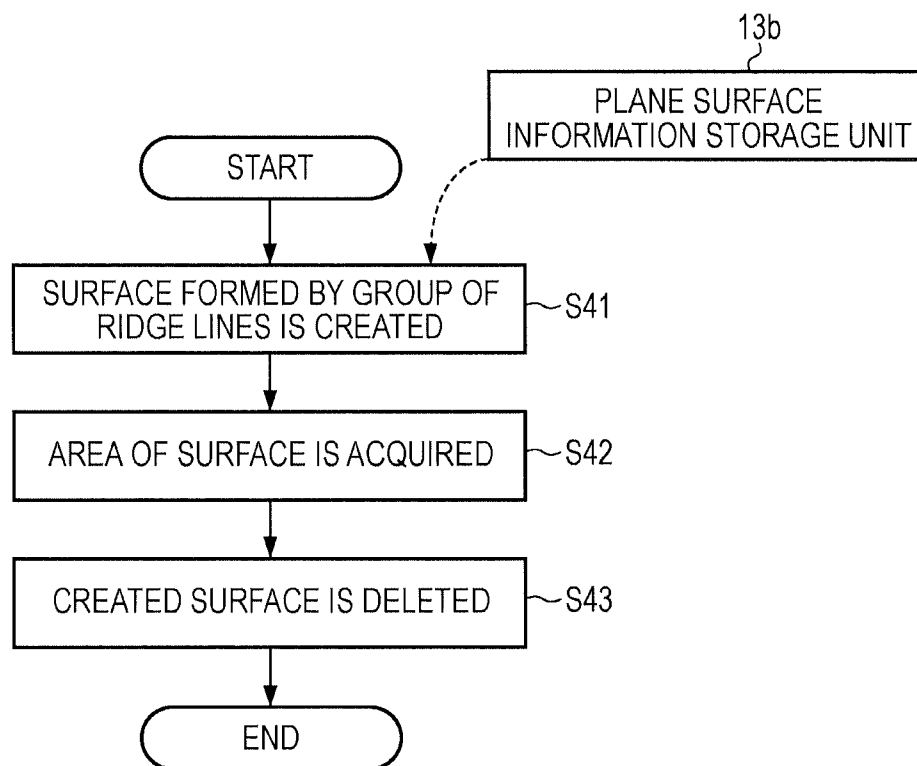 13b
PLANE SURFACE
INFORMATION STORAGE UNIT
START
SURFACE FORMED BY GROUP OF
RIDGE LINES IS CREATED
S41
AREA OF SURFACE IS ACQUIRED
S42
CREATED SURFACE IS DELETED
S43
END